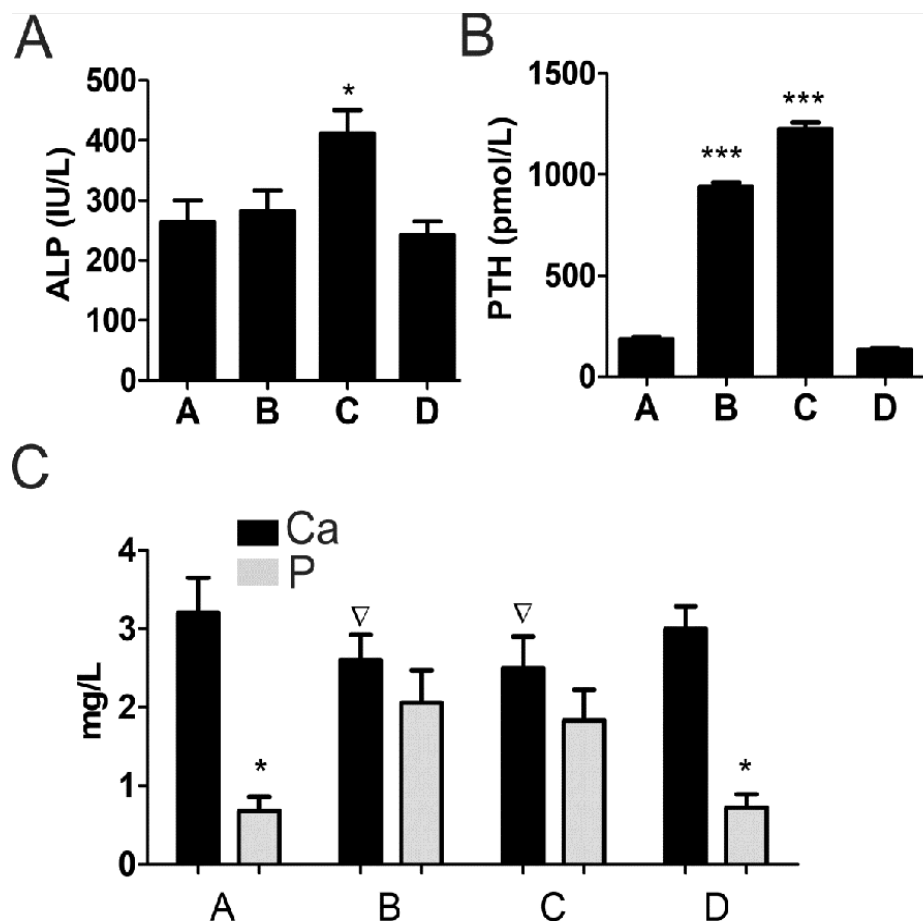 A
ALP (IU/L)
500
400
300
200
100
0
*
A B C D
B
PTH (pmol/L)
1500
1000
500
0
***
***
A B C D
C
Ca
P
mg/L
4
3
2
1
0
*
▽
▽
*
A B C D